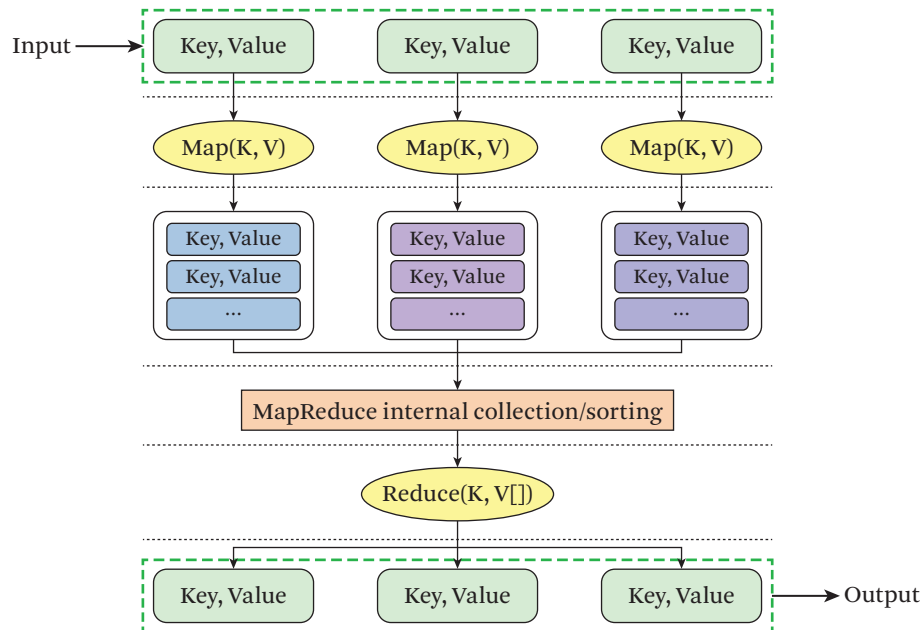 Input
Key, Value
Key, Value
Key, Value
Map(K, V)
Map(K, V)
Map(K, V)
Key, Value
Key, Value
...
Key, Value
Key, Value
...
Key, Value
Key, Value
...
MapReduce internal collection/sorting
Reduce(K, V[])
Key, Value
Key, Value
Key, Value
Output